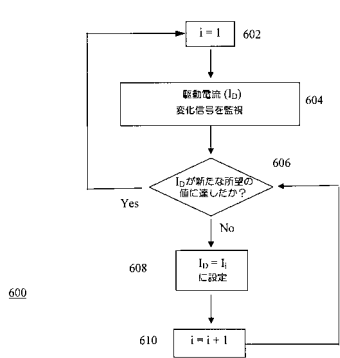 i = 1
602
駆動電流 (I_D)
変化信号を監視
604
606
I_Dが新たな所望の
値に達したか？
Yes
No
608
I_D = I_i
に設定
600
610
i = i + 1